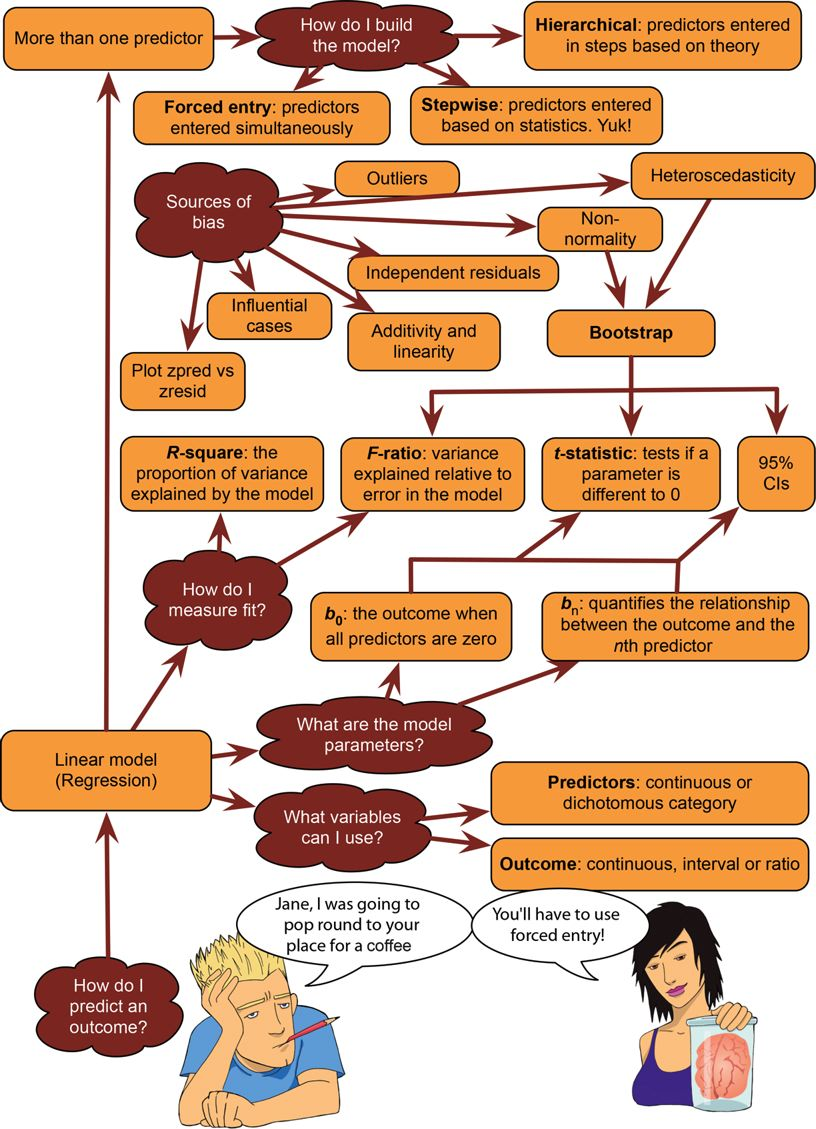 More than one predictor
How do I build
the model?
Hierarchical: predictors entered
in steps based on theory
Forced entry: predictors
entered simultaneously
Stepwise: predictors entered
based on statistics. Yuk!
Sources of
bias
Outliers
Heteroscedasticity
Non-
normality
Independent residuals
Influential
cases
Additivity and
linearity
Bootstrap
Plot zpred vs
zresid
R-square: the
proportion of variance
explained by the model
F-ratio: variance
explained relative to
error in the model
t-statistic: tests if a
parameter is
different to 0
95%
CIs
How do I
measure fit?
b0: the outcome when
all predictors are zero
bn: quantifies the relationship
between the outcome and the
nth predictor
What are the model
parameters?
Linear model
(Regression)
Predictors: continuous or
dichotomous category
What variables
can I use?
Outcome: continuous, interval or ratio
Jane, I was going to
pop round to your
place for a coffee
You'll have to use
forced entry!
How do I
predict an
outcome?